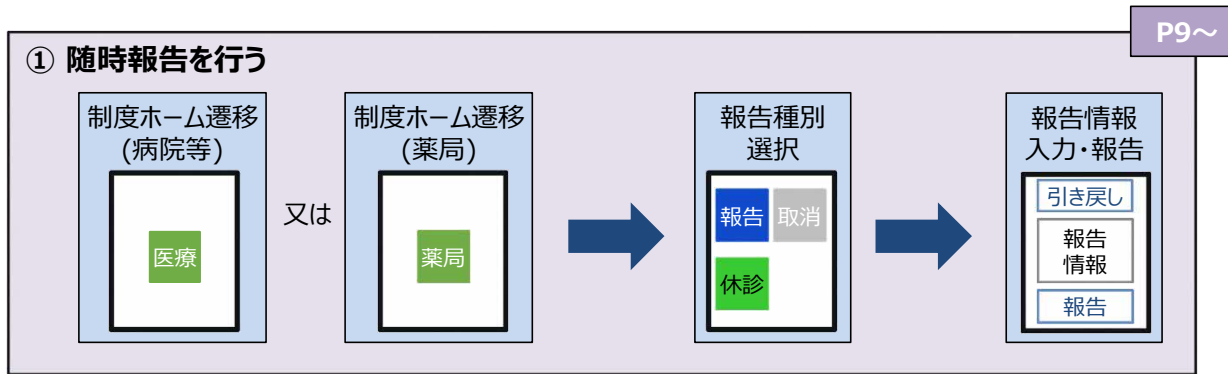 P9～
① 随時報告を行う
制度ホーム遷移
(病院等)
医療
又は
制度ホーム遷移
(薬局)
薬局
報告種別
選択
報告
取消
休診
報告情報
入力・報告
引き戻し
報告
情報
報告